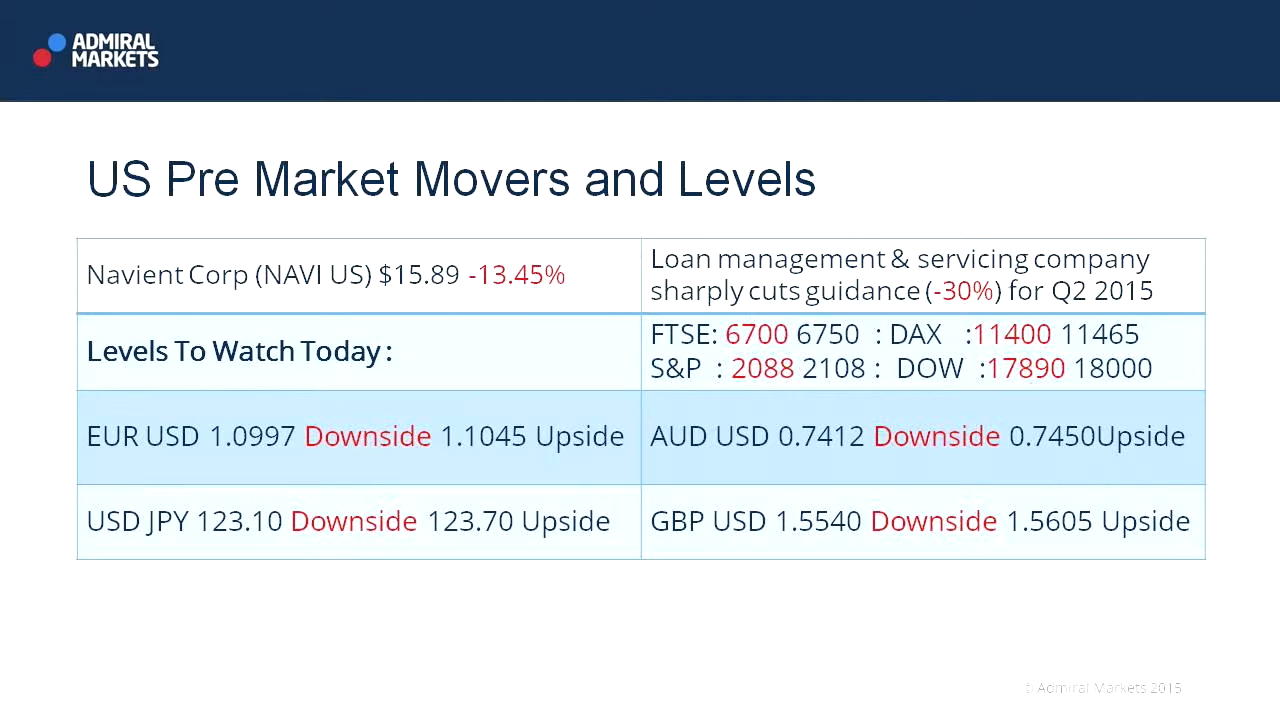 ADMIRAL
MARKETS
US Pre Market Movers and Levels
Navient Corp (NAVI US) $15.89 -13.45%
Loan management & servicing company
sharply cuts guidance (-30%) for Q2 2015
Levels To Watch Today :
FTSE: 6700 6750 : DAX :11400 11465
S&P : 2088 2108 : DOW :17890 18000
EUR USD 1.0997 Downside 1.1045 Upside
AUD USD 0.7412 Downside 0.7450Upside
USD JPY 123.10 Downside 123.70 Upside
GBP USD 1.5540 Downside 1.5605 Upside
© Admiral Markets 2015